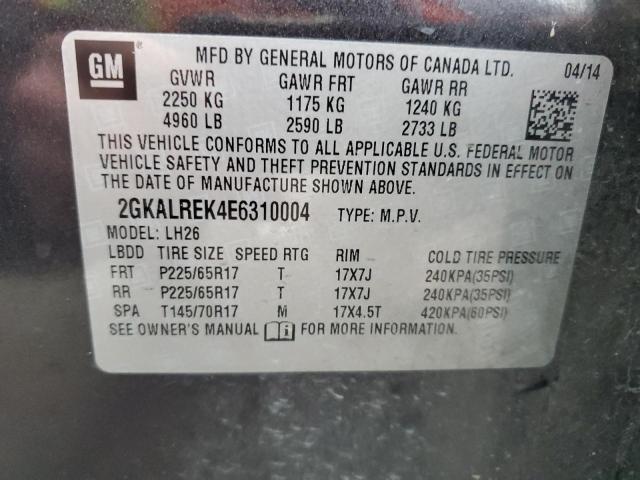 GM
MFD BY GENERAL MOTORS OF CANADA LTD. 04/14
GVWR GAWR FRT GAWR RR
2250 KG 1175 KG 1240 KG
4960 LB 2590 LB 2733 LB
THIS VEHICLE CONFORMS TO ALL APPLICABLE U.S. FEDERAL MOTOR
VEHICLE SAFETY AND THEFT PREVENTION STANDARDS IN EFFECT ON
THE DATE OF MANUFACTURE SHOWN ABOVE.
2GKALREK4E6310004 TYPE: M.P.V.
MODEL: LH26
LBDD TIRE SIZE SPEED RTG RIM COLD TIRE PRESSURE
FRT P225/65R17 T 17X7J 240KPA(35PSI)
RR P225/65R17 T 17X7J 240KPA(35PSI)
SPA T145/70R17 M 17X4.5T 420KPA(60PSI)
SEE OWNER'S MANUAL FOR MORE INFORMATION.